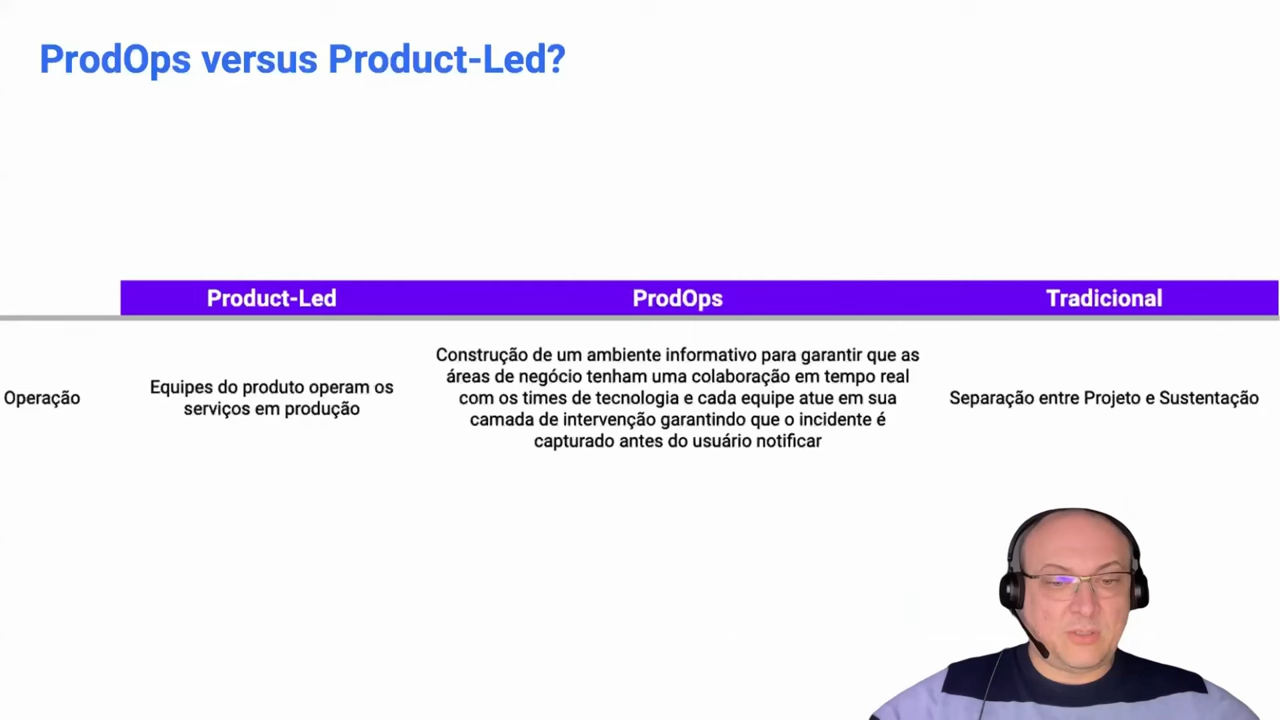 ProdOps versus Product-Led?
Product-Led
ProdOps
Tradicional
Operação
Equipes do produto operam os
serviços em produção
Construção de um ambiente informativo para garantir que as
áreas de negócio tenham uma colaboração em tempo real
com os times de tecnologia e cada equipe atue em sua
camada de intervenção garantindo que o incidente é
capturado antes do usuário notificar
Separação entre Projeto e Sustentação